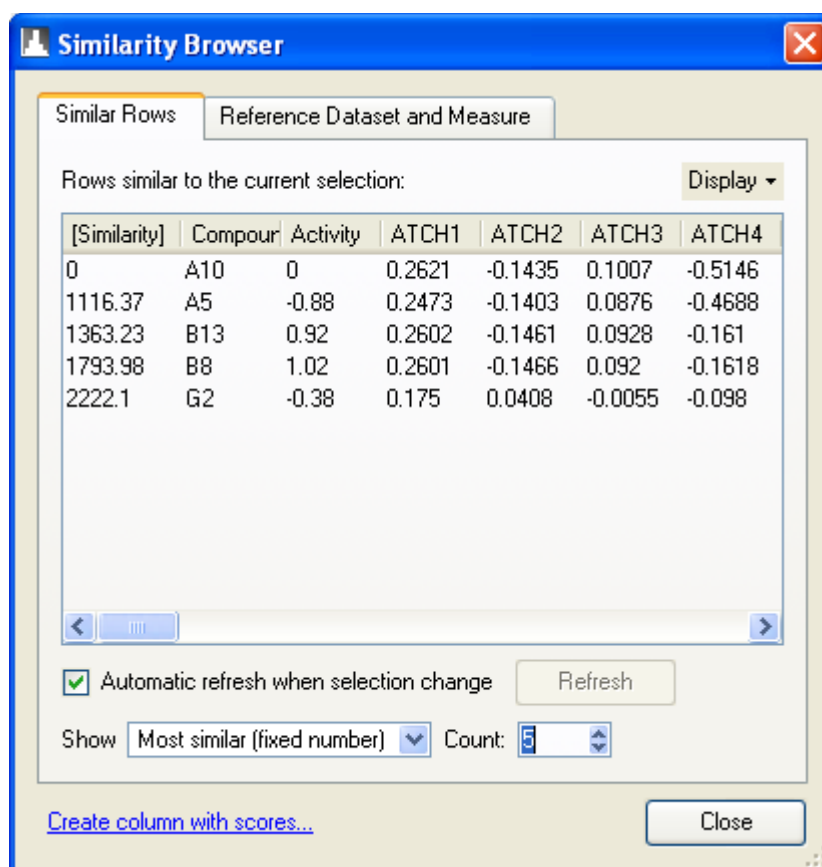 Similarity Browser
Similar Rows Reference Dataset and Measure
Rows similar to the current selection: Display
[Similarity] Compour Activity ATCH1 ATCH2 ATCH3 ATCH4
0 A10 0 0.2621 -0.1435 0.1007 -0.5146
1116.37 A5 -0.88 0.2473 -0.1403 0.0876 -0.4688
1363.23 B13 0.92 0.2602 -0.1461 0.0928 -0.161
1793.98 B8 1.02 0.2601 -0.1466 0.092 -0.1618
2222.1 G2 -0.38 0.175 0.0408 -0.0055 -0.098
Automatic refresh when selection change Refresh
Show Most similar (fixed number) Count: 5
Create column with scores... Close